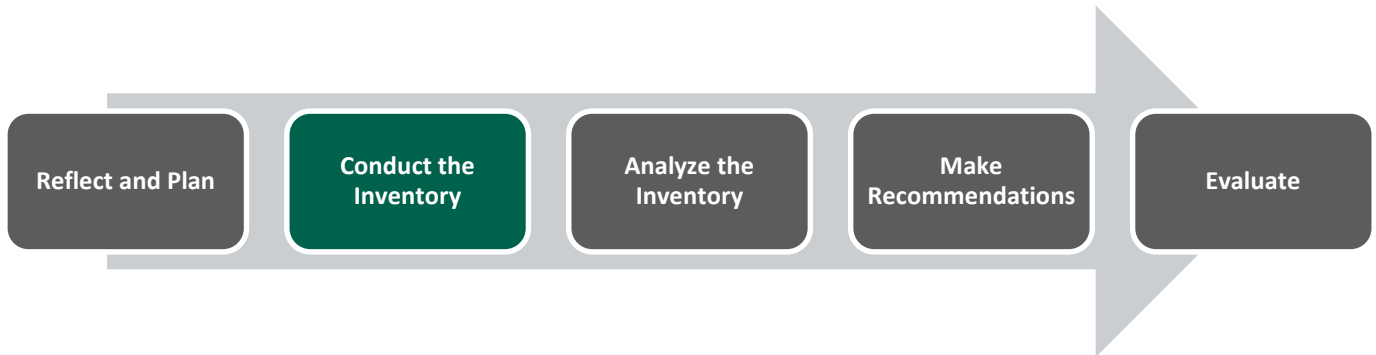 Reflect and Plan
Conduct the
Inventory
Analyze the
Inventory
Make
Recommendations
Evaluate